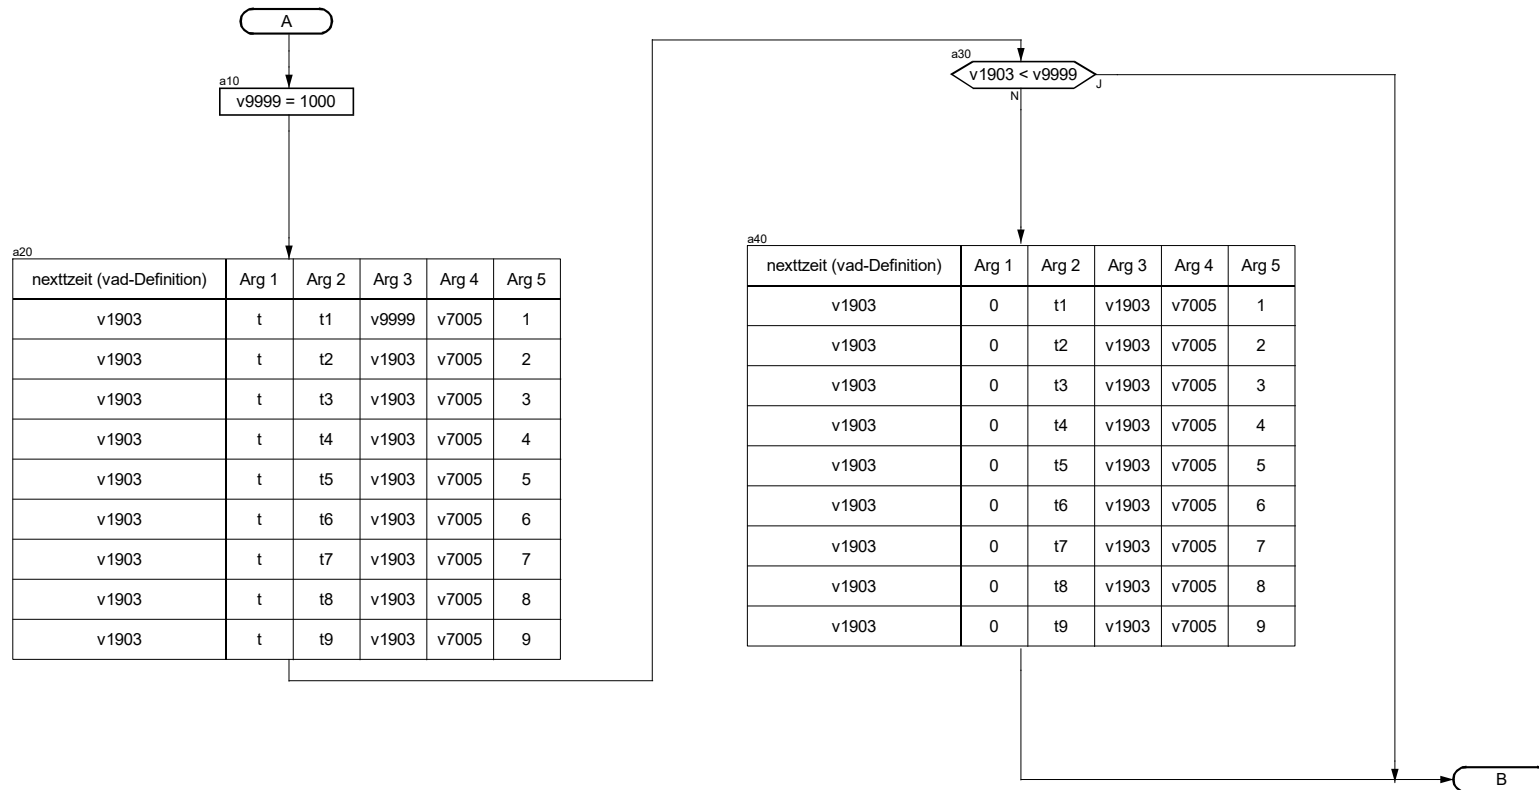 A
a10
v9999 = 1000
a20
nexttzeit (vad-Definition) Arg 1 Arg 2 Arg 3 Arg 4 Arg 5
v1903 t t1 v9999 v7005 1
v1903 t t2 v1903 v7005 2
v1903 t t3 v1903 v7005 3
v1903 t t4 v1903 v7005 4
v1903 t t5 v1903 v7005 5
v1903 t t6 v1903 v7005 6
v1903 t t7 v1903 v7005 7
v1903 t t8 v1903 v7005 8
v1903 t t9 v1903 v7005 9
a30
v1903 < v9999
J
N
a40
nexttzeit (vad-Definition) Arg 1 Arg 2 Arg 3 Arg 4 Arg 5
v1903 0 t1 v1903 v7005 1
v1903 0 t2 v1903 v7005 2
v1903 0 t3 v1903 v7005 3
v1903 0 t4 v1903 v7005 4
v1903 0 t5 v1903 v7005 5
v1903 0 t6 v1903 v7005 6
v1903 0 t7 v1903 v7005 7
v1903 0 t8 v1903 v7005 8
v1903 0 t9 v1903 v7005 9
B